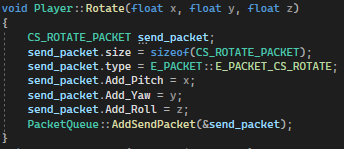 void Player::Rotate(float x, float y, float z)
{
    CS_ROTATE_PACKET send_packet;
    send_packet.size = sizeof(CS_ROTATE_PACKET);
    send_packet.type = E_PACKET::E_PACKET_CS_ROTATE;
    send_packet.Add_Pitch = x;
    send_packet.Add_Yaw = y;
    send_packet.Add_Roll = z;
    PacketQueue::AddSendPacket(&send_packet);
}